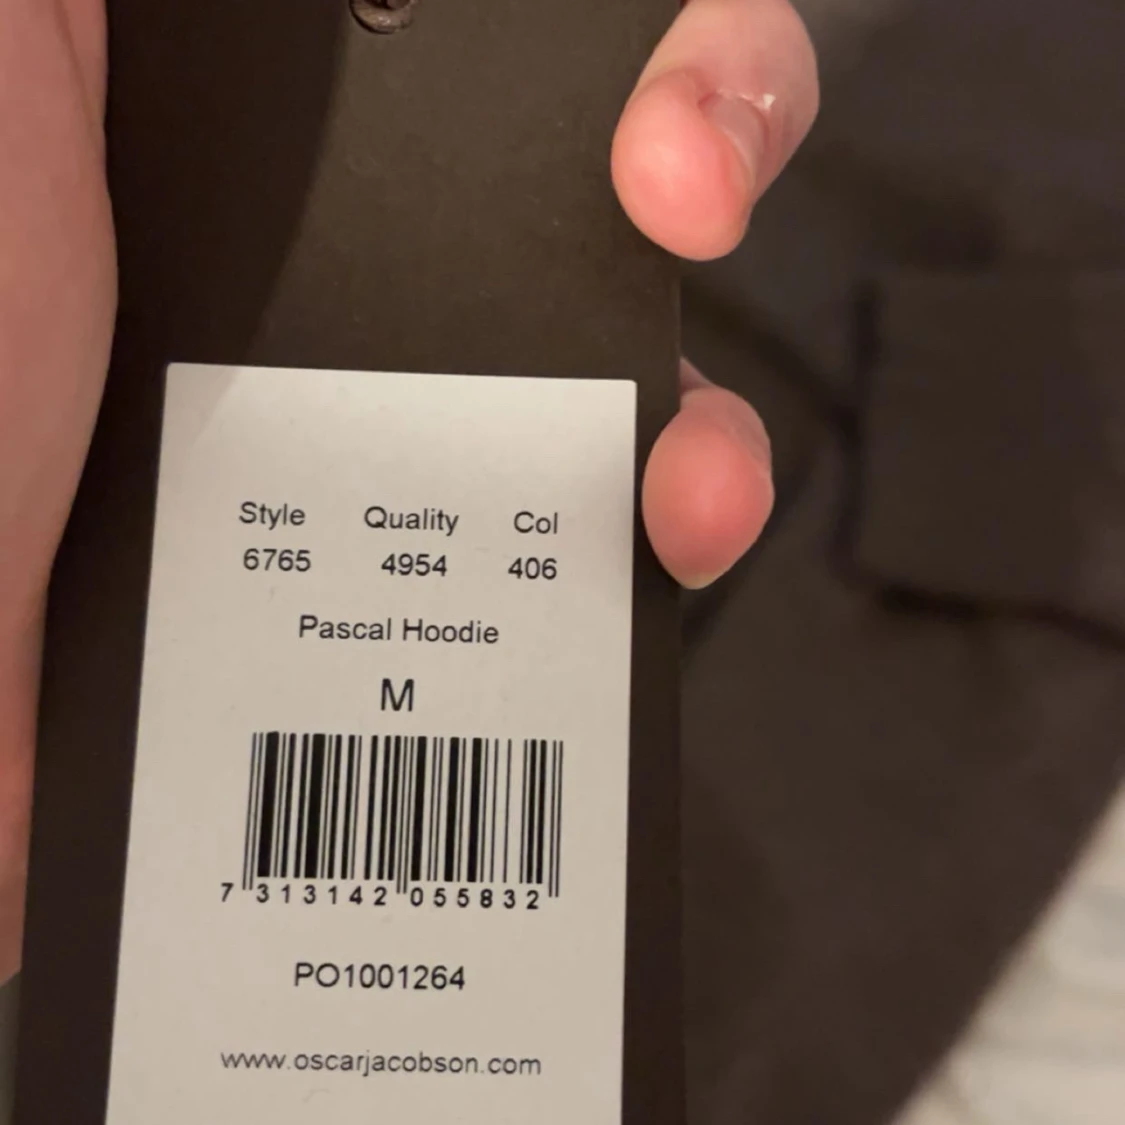 Style Quality Col
6765 4954 406
Pascal Hoodie
M
7 313142 055832
PO1001264
www.oscarjacobson.com